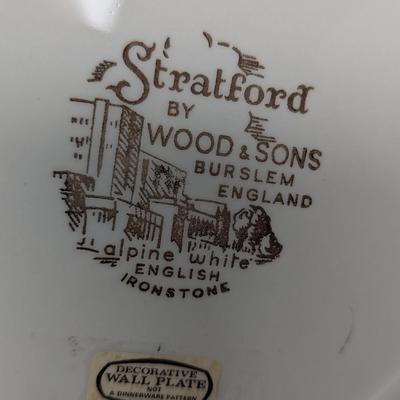 Stratford
BY
WOOD & SONS
BURSLEM
ENGLAND
alpine white
ENGLISH
IRONSTONE
DECORATIVE
WALL PLATE
NOT
A DINNERWARE PATTERN